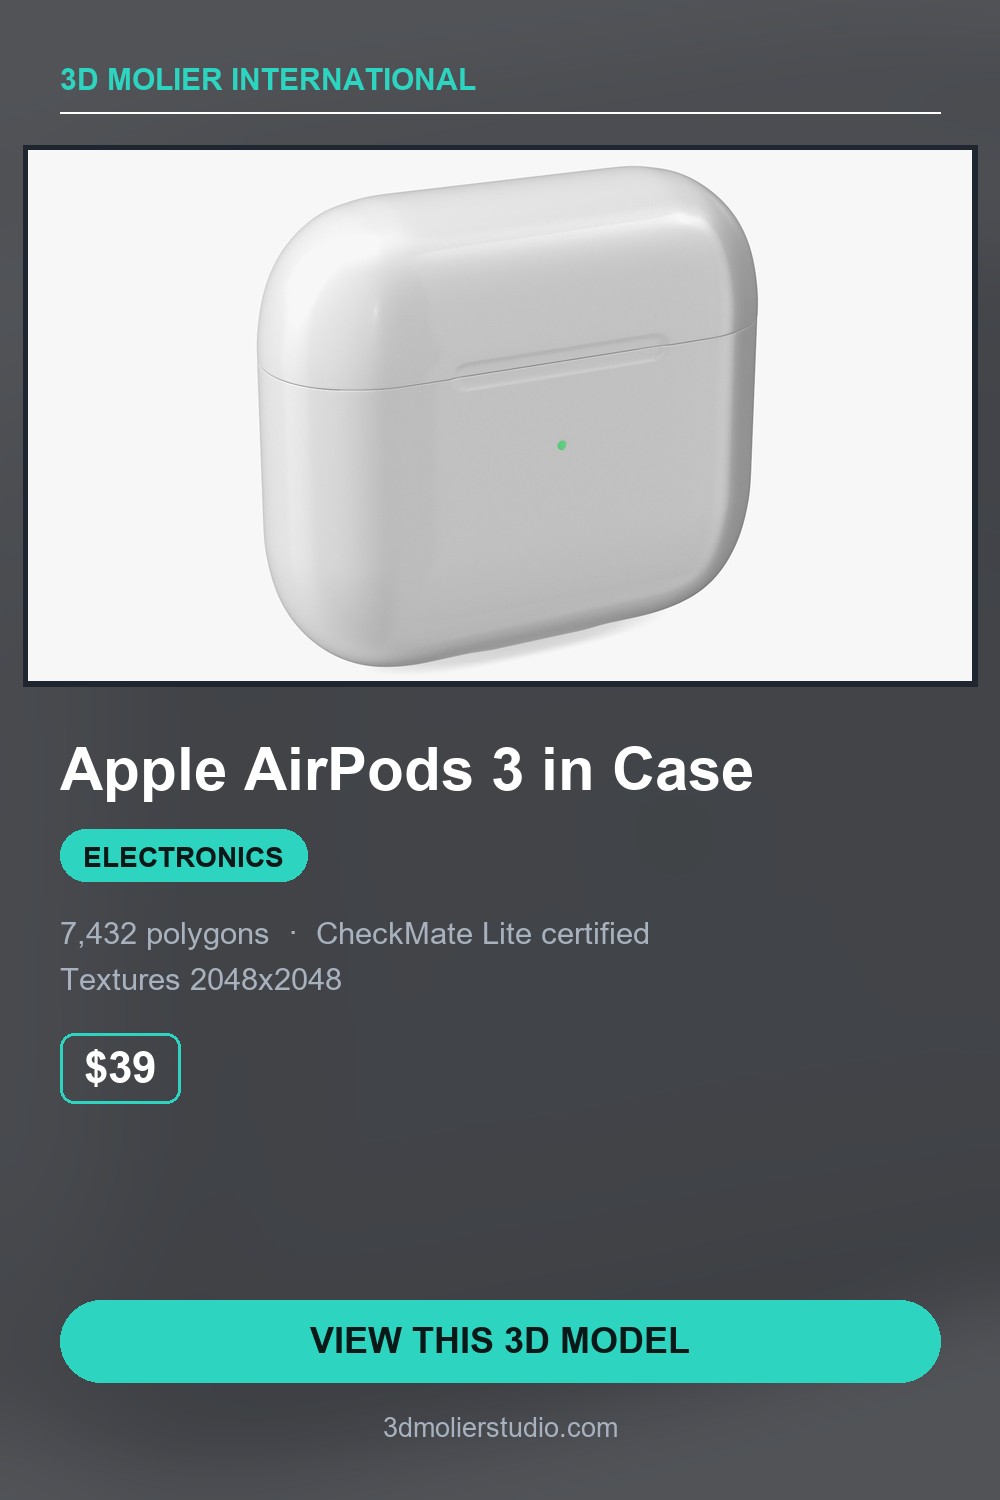 3D MOLIER INTERNATIONAL
Apple AirPods 3 in Case
ELECTRONICS
7,432 polygons · CheckMate Lite certified
Textures 2048x2048
$39
VIEW THIS 3D MODEL
3dmolierstudio.com